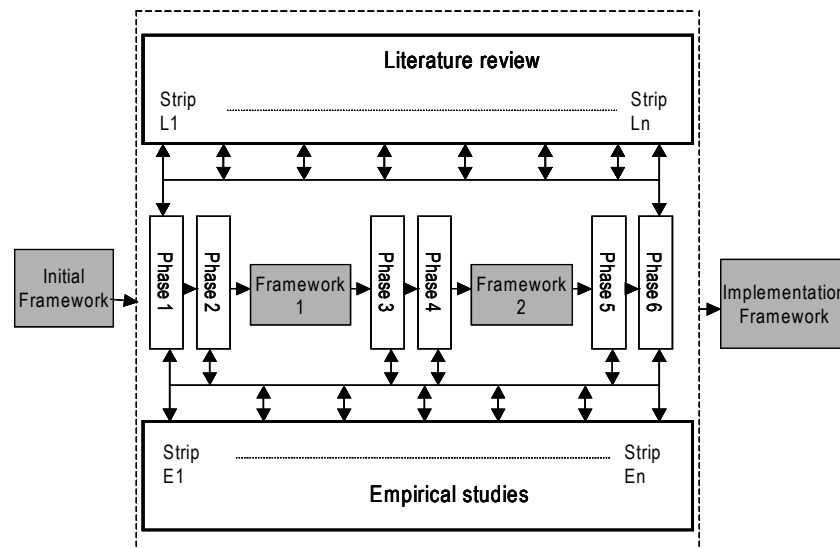 Literature review
Strip
L1
Strip
Ln
Initial
Framework
Phase 1
Phase 2
Framework
1
Phase 3
Phase 4
Framework
2
Phase 5
Phase 6
Implementation
Framework
Strip
E1
Strip
En
Empirical studies